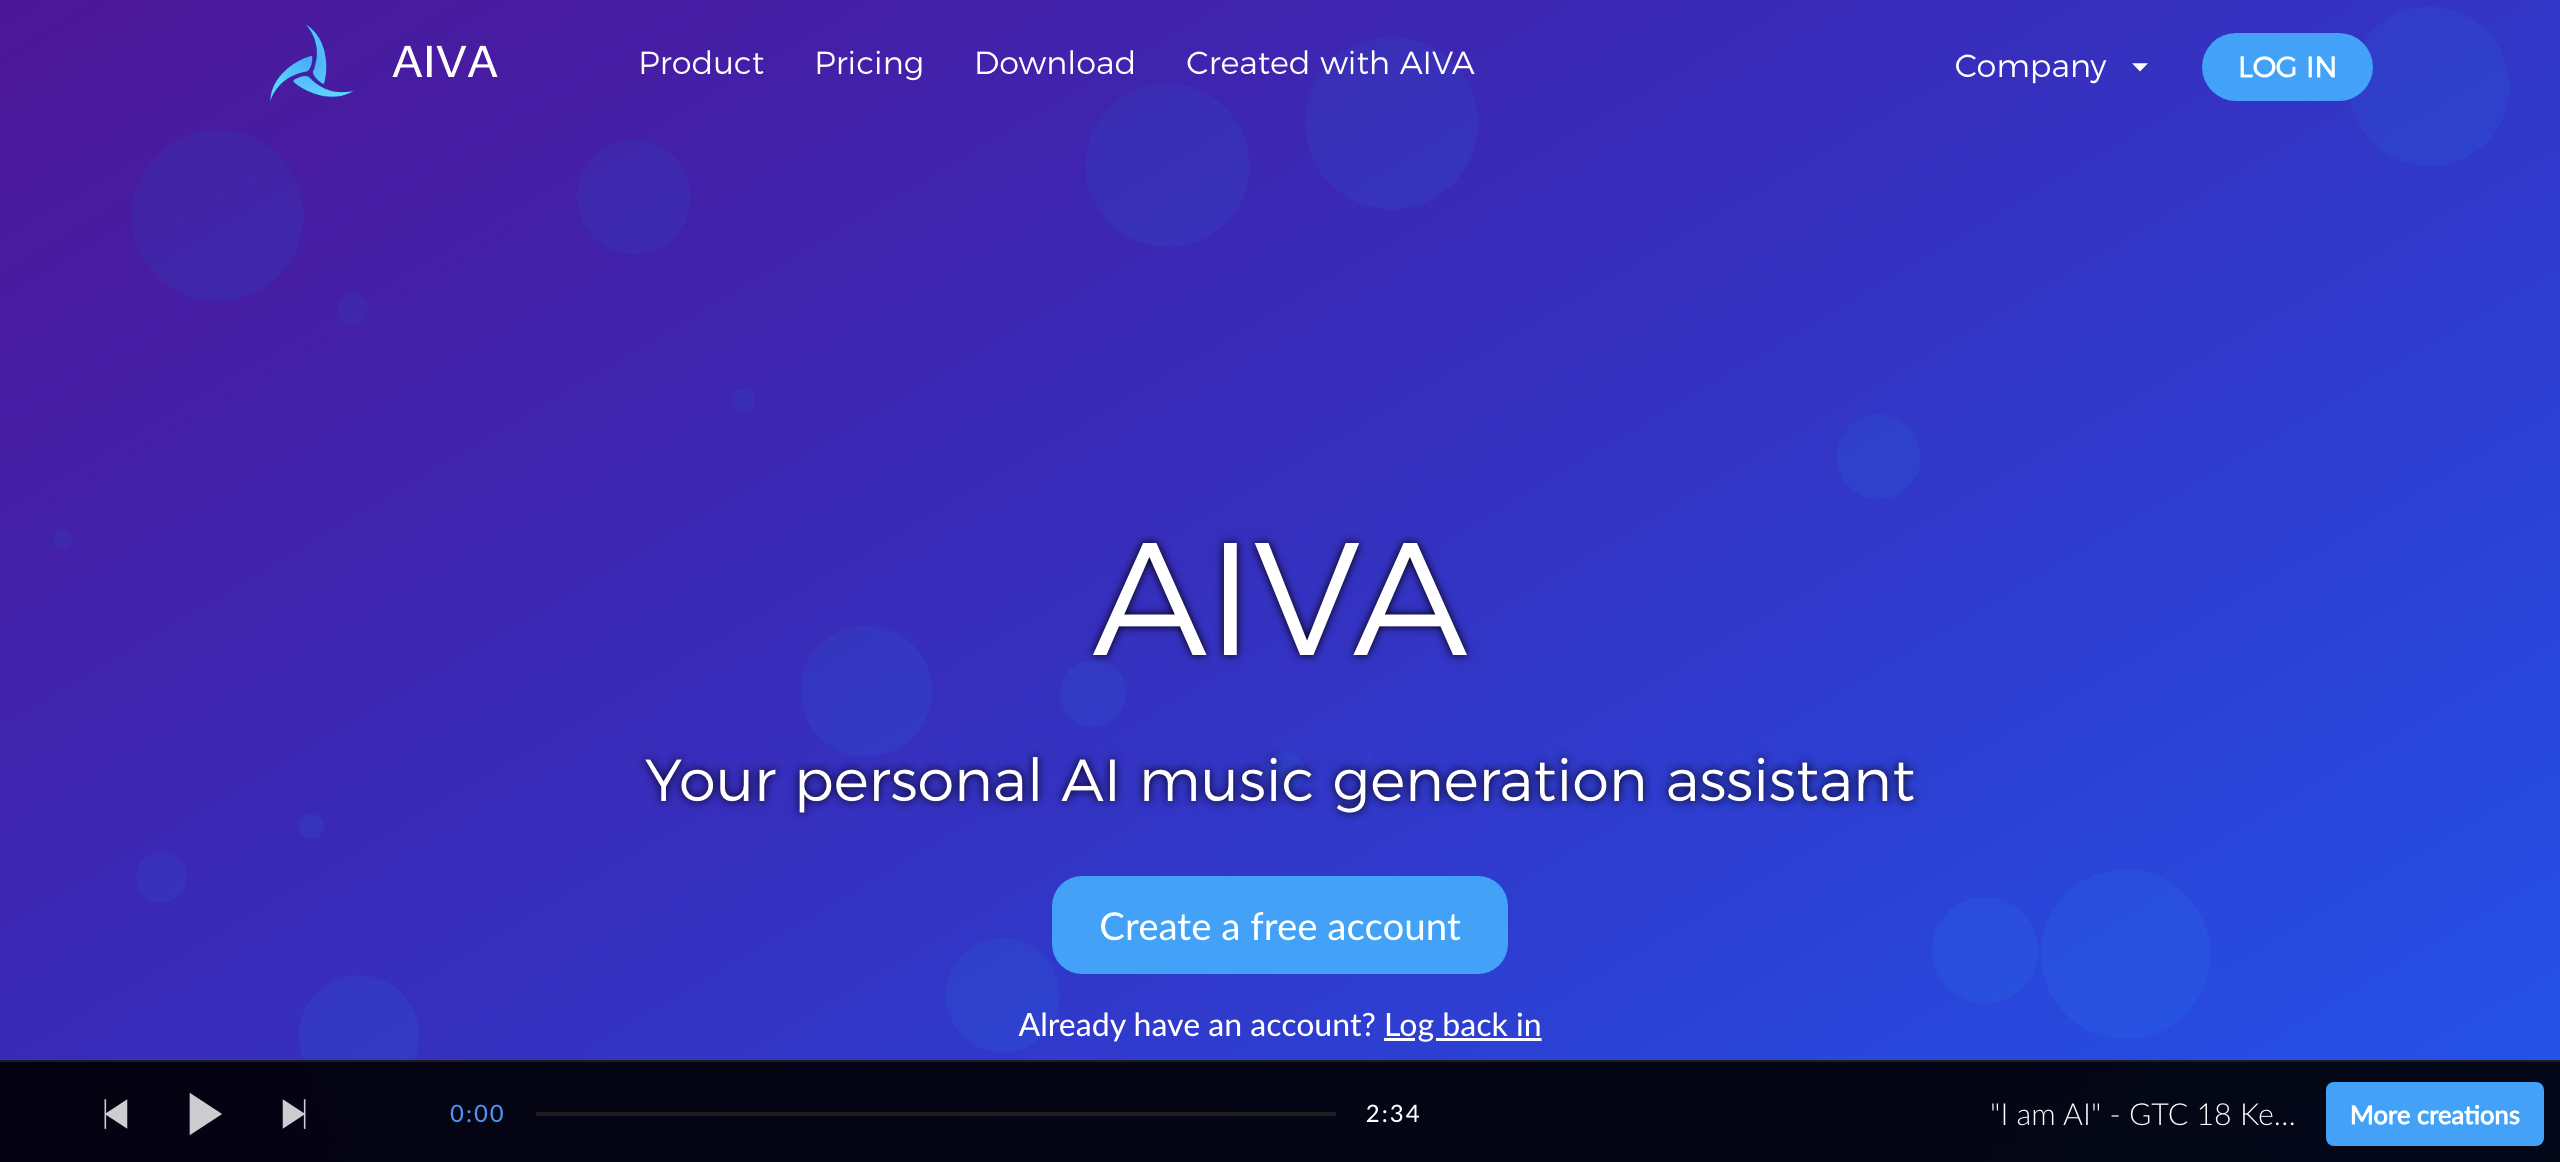 AIVA
Product Pricing Download Created with AIVA
Company
LOG IN
AIVA
Your personal AI music generation assistant
Create a free account
Already have an account? Log back in
0:00
2:34
"I am AI" - GTC 18 Ke...
More creations